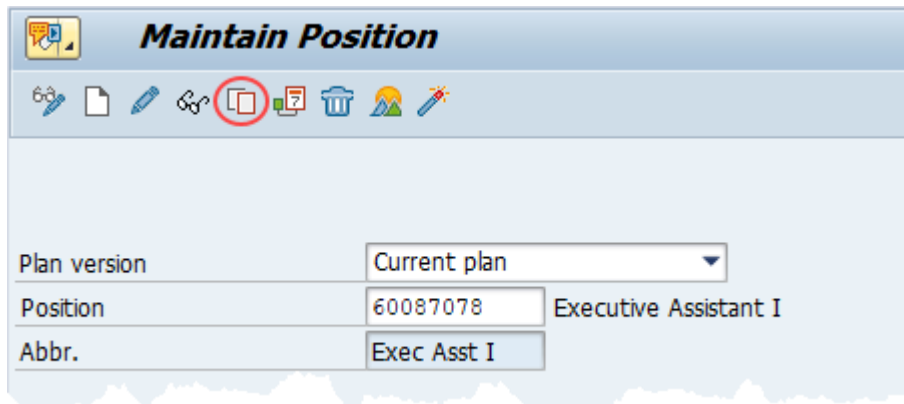 Maintain Position
Plan version Current plan
Position 60087078 Executive Assistant I
Abbr. Exec Asst I